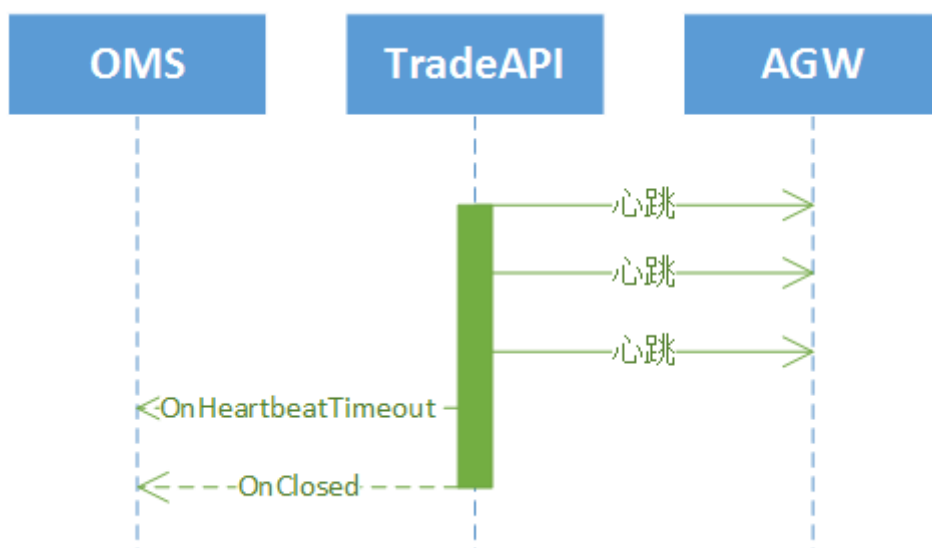 OMS
TradeAPI
AGW
心跳
心跳
心跳
OnHeartbeatTimeout
OnClosed